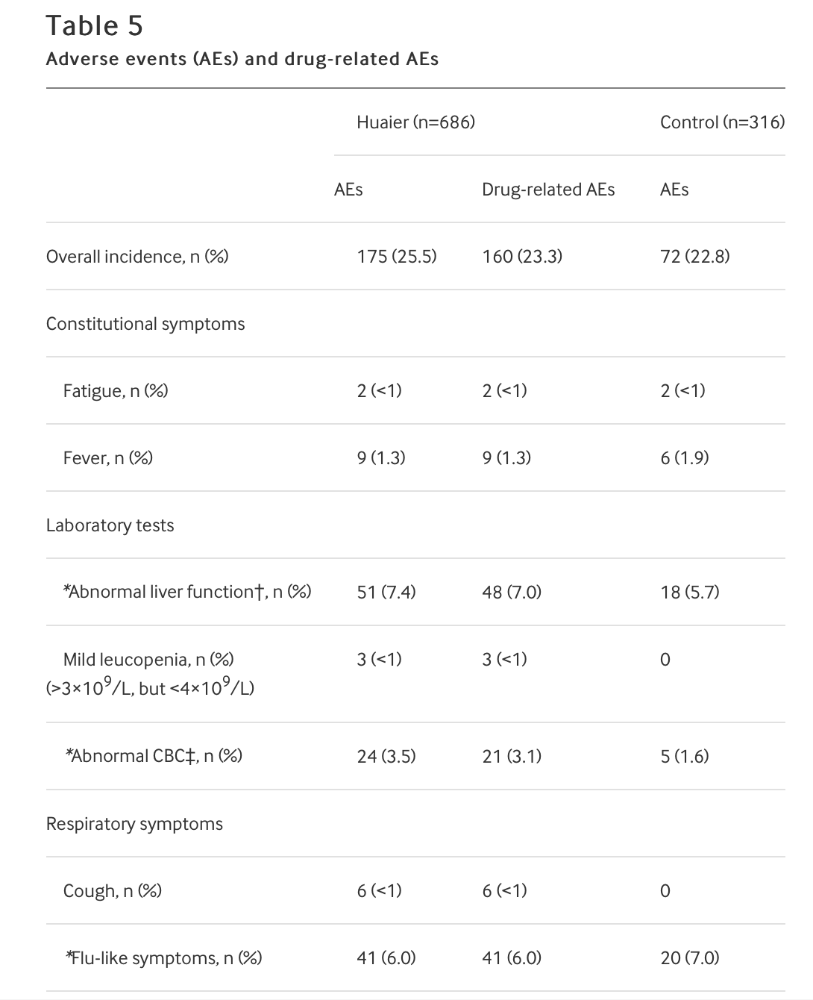 Table 5
Adverse events (AEs) and drug-related AEs
Huaier (n=686) Control (n=316)
AEs Drug-related AEs AEs
Overall incidence, n (%) 175 (25.5) 160 (23.3) 72 (22.8)
Constitutional symptoms
Fatigue, n (%) 2 (<1) 2 (<1) 2 (<1)
Fever, n (%) 9 (1.3) 9 (1.3) 6 (1.9)
Laboratory tests
*Abnormal liver function†, n (%) 51 (7.4) 48 (7.0) 18 (5.7)
Mild leucopenia, n (%) 3 (<1) 3 (<1) 0
(>3×10⁹/L, but <4×10⁹/L)
*Abnormal CBC‡, n (%) 24 (3.5) 21 (3.1) 5 (1.6)
Respiratory symptoms
Cough, n (%) 6 (<1) 6 (<1) 0
*Flu-like symptoms, n (%) 41 (6.0) 41 (6.0) 20 (7.0)